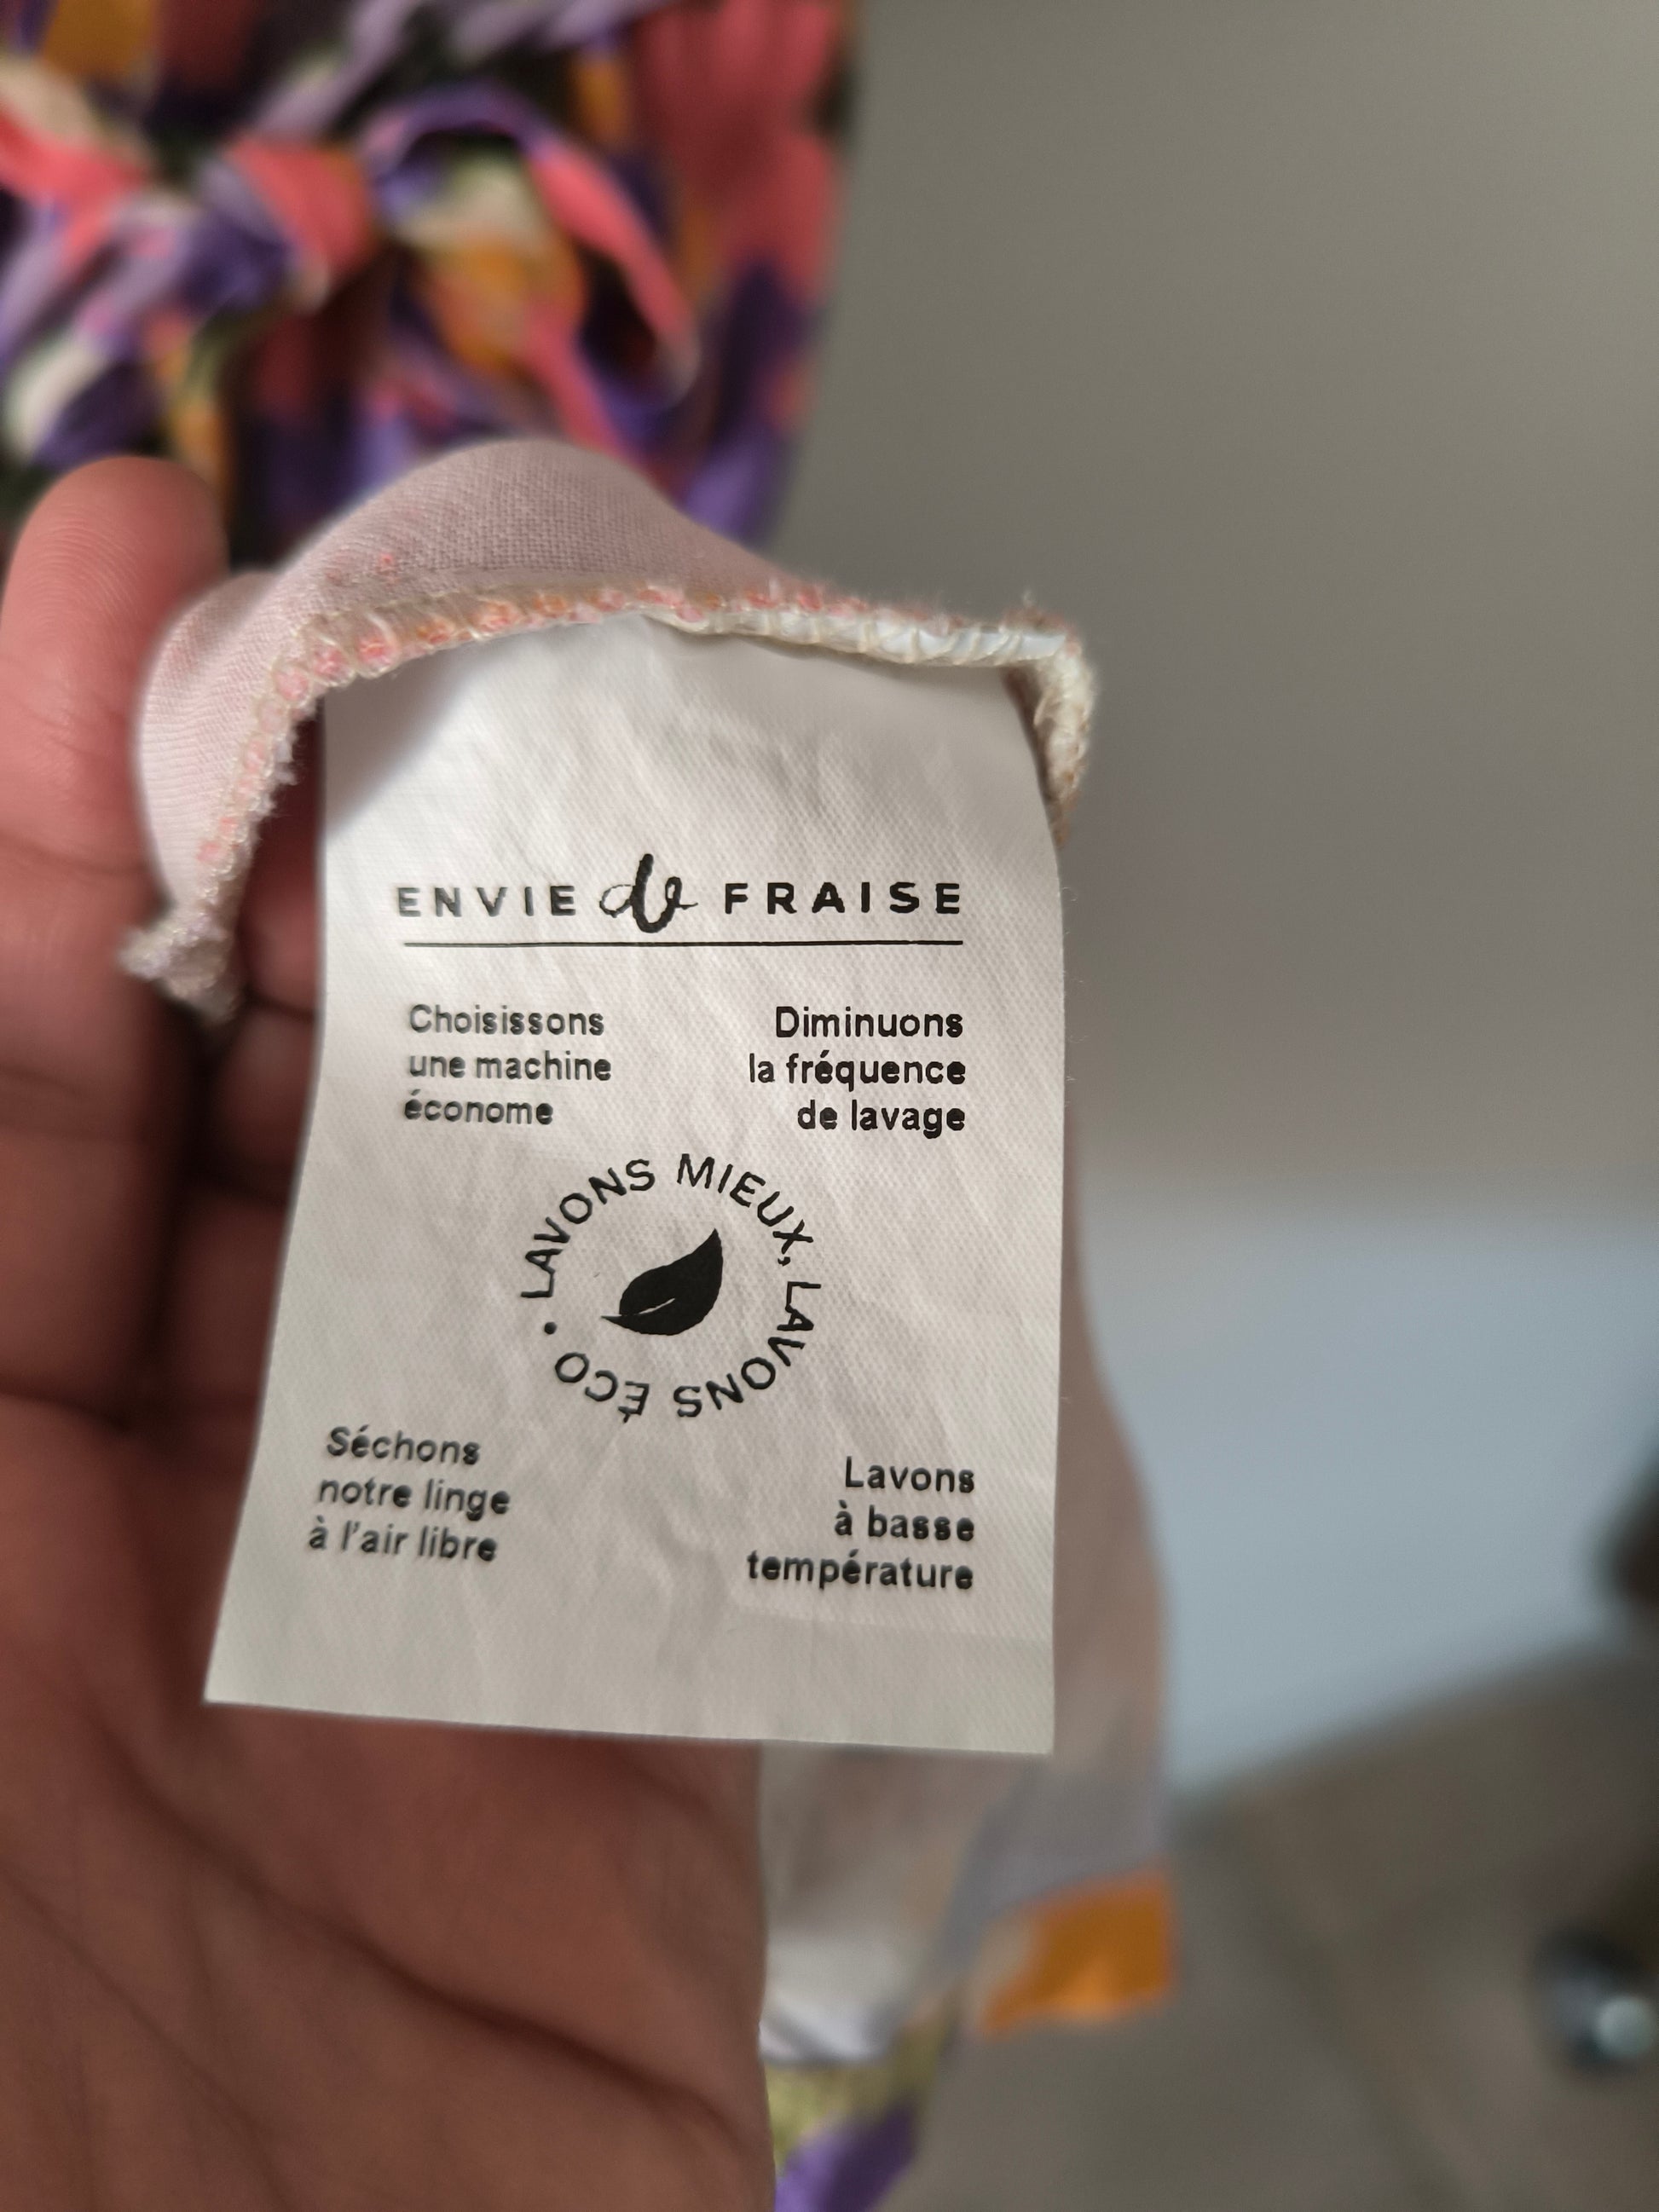 ENVIE de FRAISE
Choisissons
une machine
économe
Diminuons
la fréquence
de lavage
LAVONS MIEUX, LAVONS ÉCO •
Séchons
notre linge
à l'air libre
Lavons
à basse
température